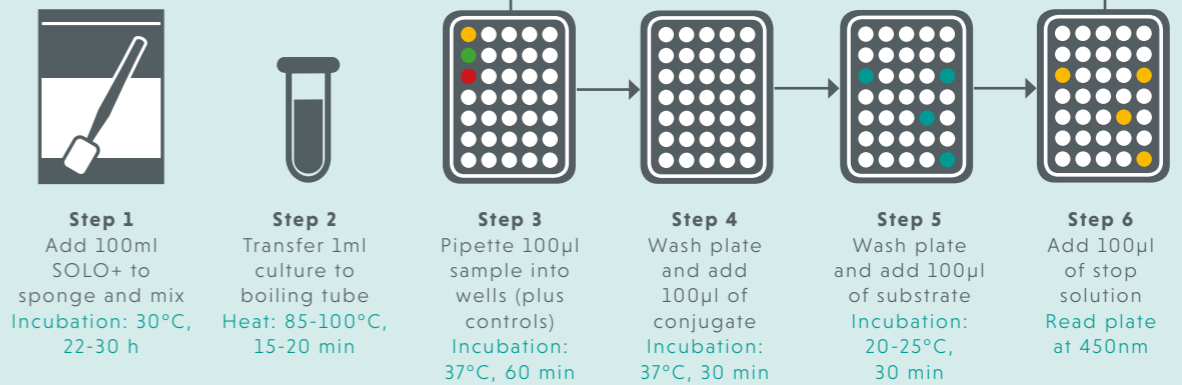 Step 1
Add 100ml
SOLO+ to
sponge and mix
Incubation: 30°C,
22-30 h
Step 2
Transfer 1ml
culture to
boiling tube
Heat: 85-100°C,
15-20 min
Step 3
Pipette 100µl
sample into
wells (plus
controls)
Incubation:
37°C, 60 min
Step 4
Wash plate
and add
100µl of
conjugate
Incubation:
37°C, 30 min
Step 5
Wash plate
and add 100µl
of substrate
Incubation:
20-25°C,
30 min
Step 6
Add 100µl
of stop
solution
Read plate
at 450nm